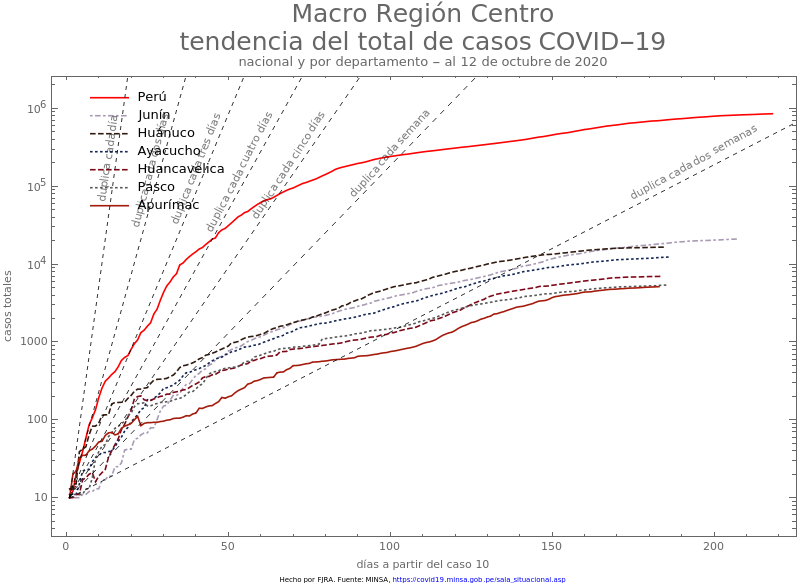 Macro Región Centro
tendencia del total de casos COVID−19
nacional y por departamento − al 12 de octubre de 2020
Perú
Junín
Huánuco
Ayacucho
Huancavelica
Pasco
Apurímac
duplica cada día
duplica cada dos días
duplica cada tres días
duplica cada cuatro días
duplica cada cinco días
duplica cada semana
duplica cada dos semanas
casos totales
10⁶
10⁵
10⁴
1000
100
10
0 50 100 150 200
días a partir del caso 10
Hecho por FJRA. Fuente: MINSA, https://covid19.minsa.gob.pe/sala_situacional.asp